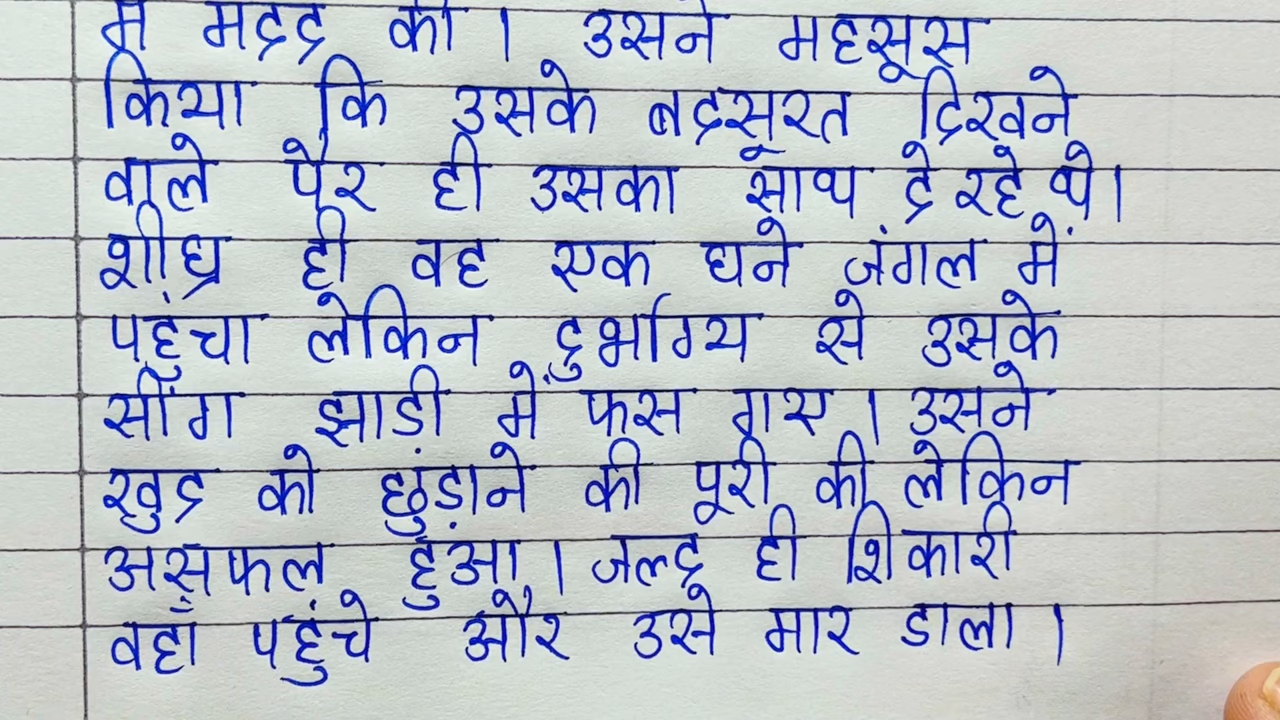 में मदद की । उसने महसूस
किया कि उसके बदसूरत दिखने
वाले पैर ही उसका साथ दे रहे थे।
शीघ्र ही वह एक घने जंगल में
पहुंचा लेकिन दुर्भाग्य से उसके
सींग झाडी में फस गए । उसने
खुद को छुंड़ाने की पूरी की लेकिन
असफल हुआ । जल्द ही शिकारी
वहाँ पहुंचे और उसे मार डाला ।